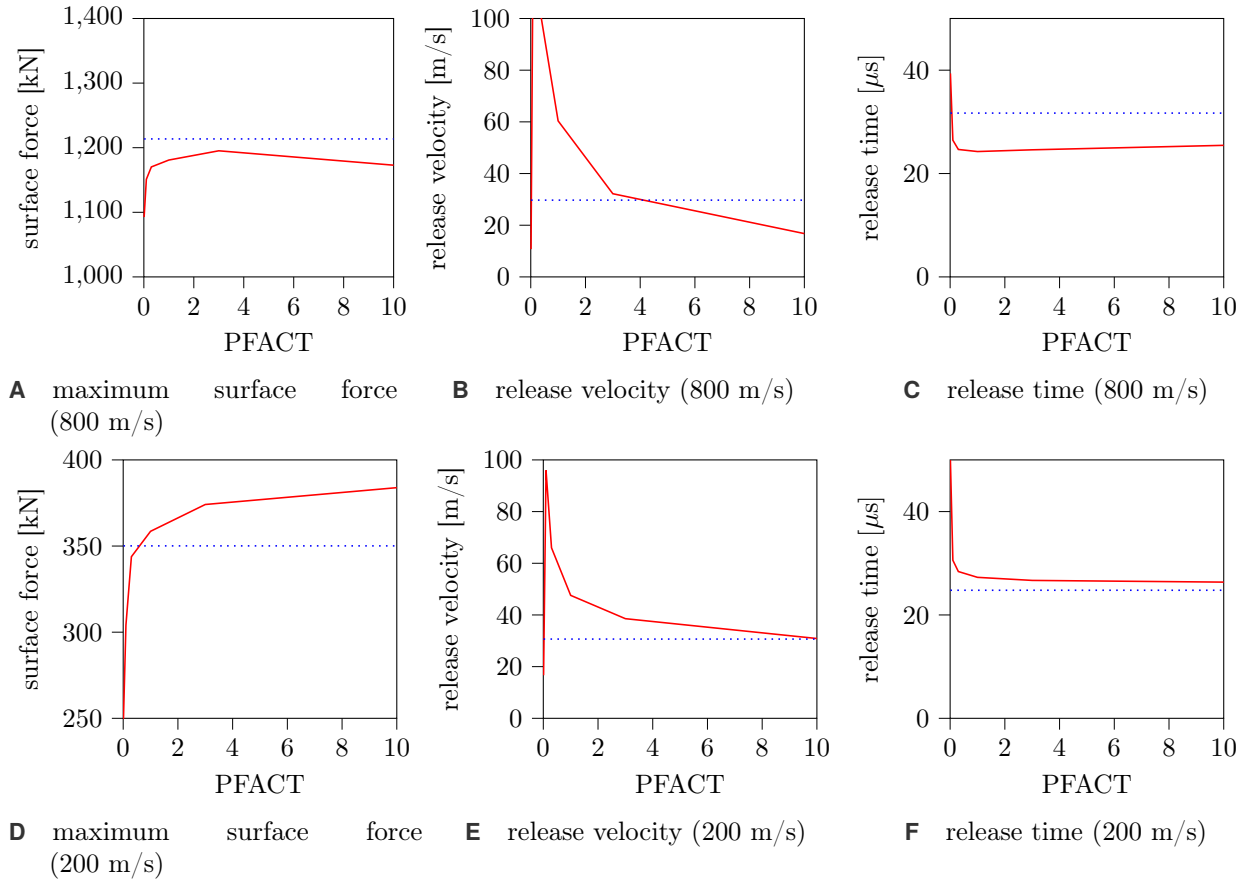 surface force [kN]
1,400
1,300
1,200
1,100
1,000
0 2 4 6 8 10
PFACT
A maximum surface force
(800 m/s)
release velocity [m/s]
100
80
60
40
20
0
0 2 4 6 8 10
PFACT
B release velocity (800 m/s)
release time [μs]
40
20
0
0 2 4 6 8 10
PFACT
C release time (800 m/s)
surface force [kN]
400
350
300
250
0 2 4 6 8 10
PFACT
D maximum surface force
(200 m/s)
release velocity [m/s]
100
80
60
40
20
0
0 2 4 6 8 10
PFACT
E release velocity (200 m/s)
release time [μs]
40
20
0
0 2 4 6 8 10
PFACT
F release time (200 m/s)